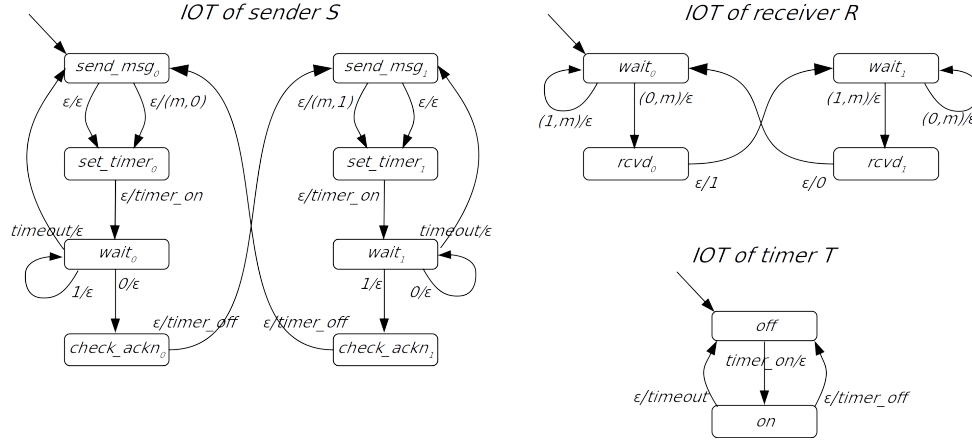 IOT of sender S
send_msg₀
send_msg₁
ε/ε
ε/(m,0)
ε/(m,1)
ε/ε
set_timer₀
set_timer₁
ε/timer_on
ε/timer_on
timeout/ε
timeout/ε
wait₀
wait₁
1/ε
0/ε
1/ε
0/ε
ε/timer_off
ε/timer_off
check_ackn₀
check_ackn₁
IOT of receiver R
wait₀
wait₁
(1,m)/ε
(0,m)/ε
(1,m)/ε
(0,m)/ε
rcvd₀
rcvd₁
ε/1
ε/0
IOT of timer T
off
timer_on/ε
ε/timeout
ε/timer_off
on